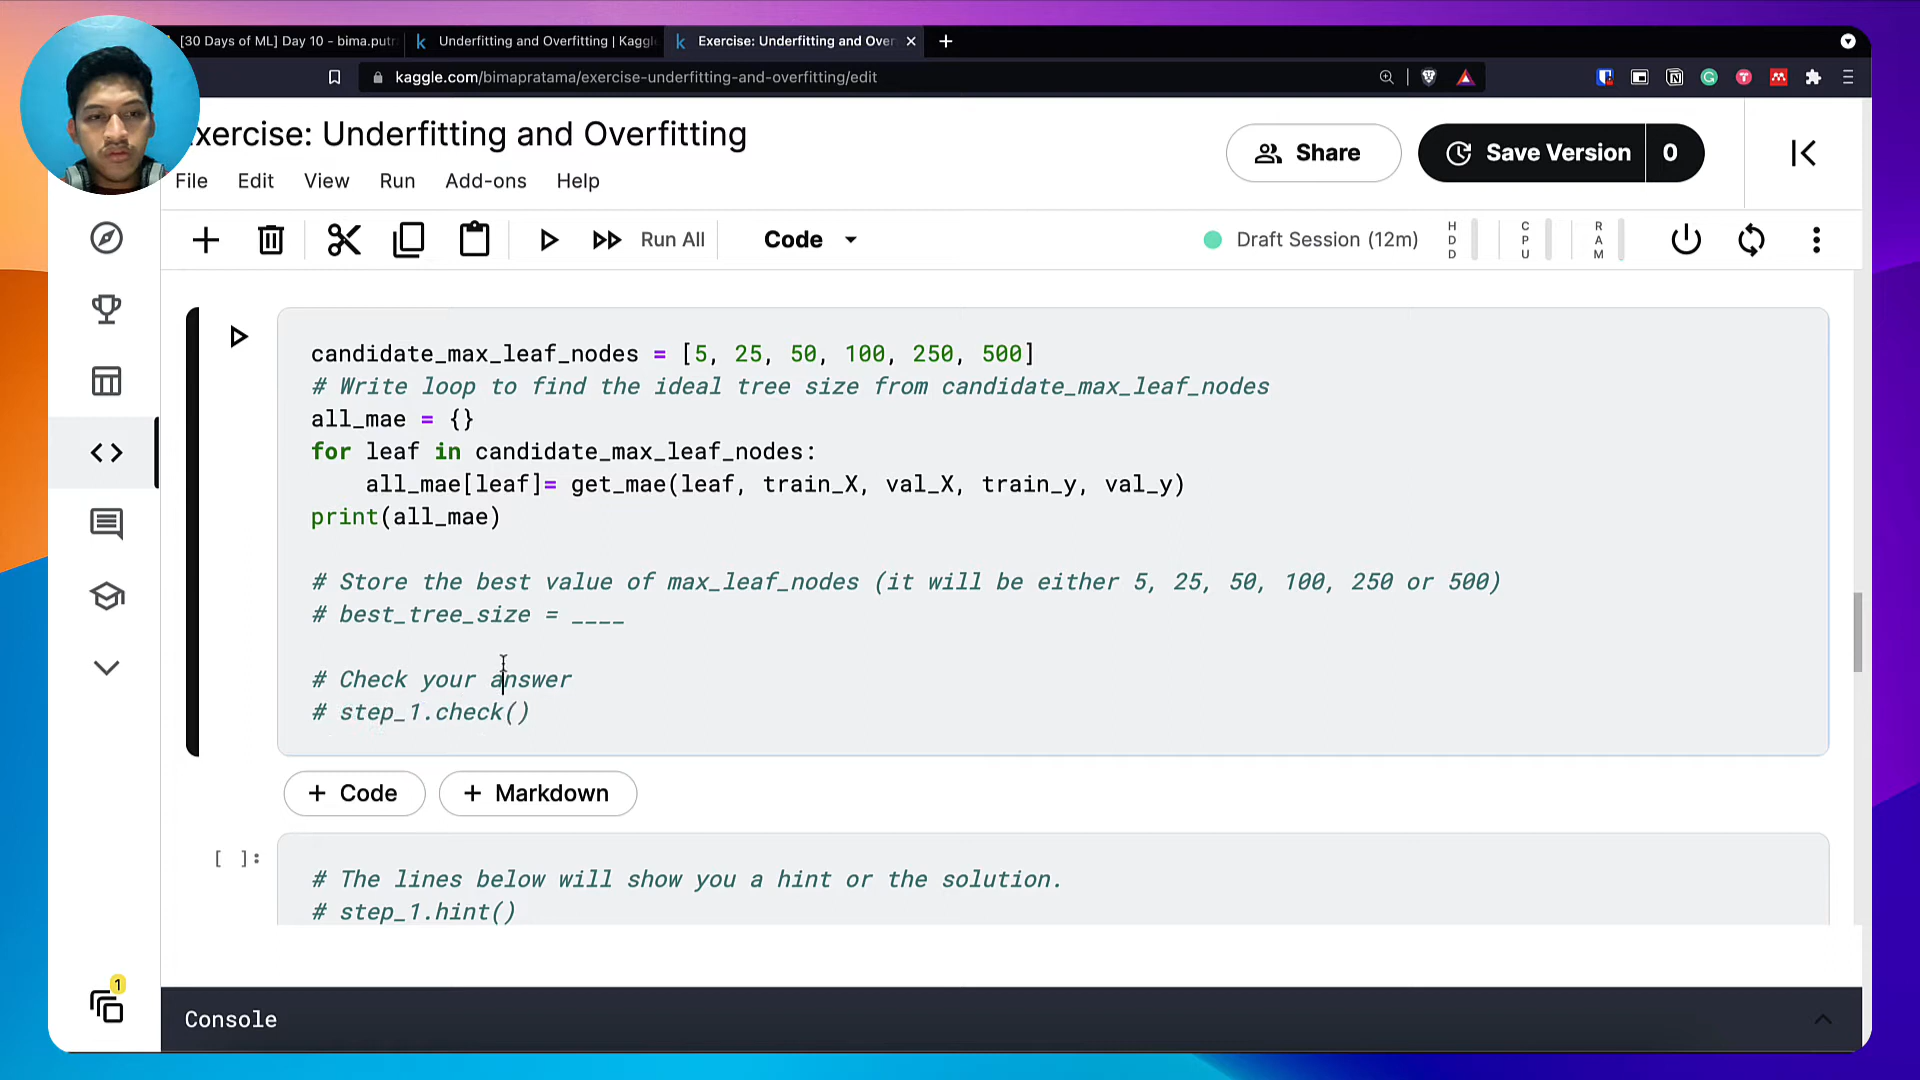 [30 Days of ML] Day 10 - bima.putr
Underfitting and Overfitting | Kaggle
Exercise: Underfitting and Over
kaggle.com/bimapratama/exercise-underfitting-and-overfitting/edit
xercise: Underfitting and Overfitting
Share
Save Version 0
File Edit View Run Add-ons Help
Run All
Code
Draft Session (12m)
HDD
CPU
RAM
candidate_max_leaf_nodes = [5, 25, 50, 100, 250, 500]
# Write loop to find the ideal tree size from candidate_max_leaf_nodes
all_mae = {}
for leaf in candidate_max_leaf_nodes:
    all_mae[leaf]= get_mae(leaf, train_X, val_X, train_y, val_y)
print(all_mae)
# Store the best value of max_leaf_nodes (it will be either 5, 25, 50, 100, 250 or 500)
# best_tree_size = ____
# Check your answer
# step_1.check()
+ Code + Markdown
[ ]:
# The lines below will show you a hint or the solution.
# step_1.hint()
1
Console